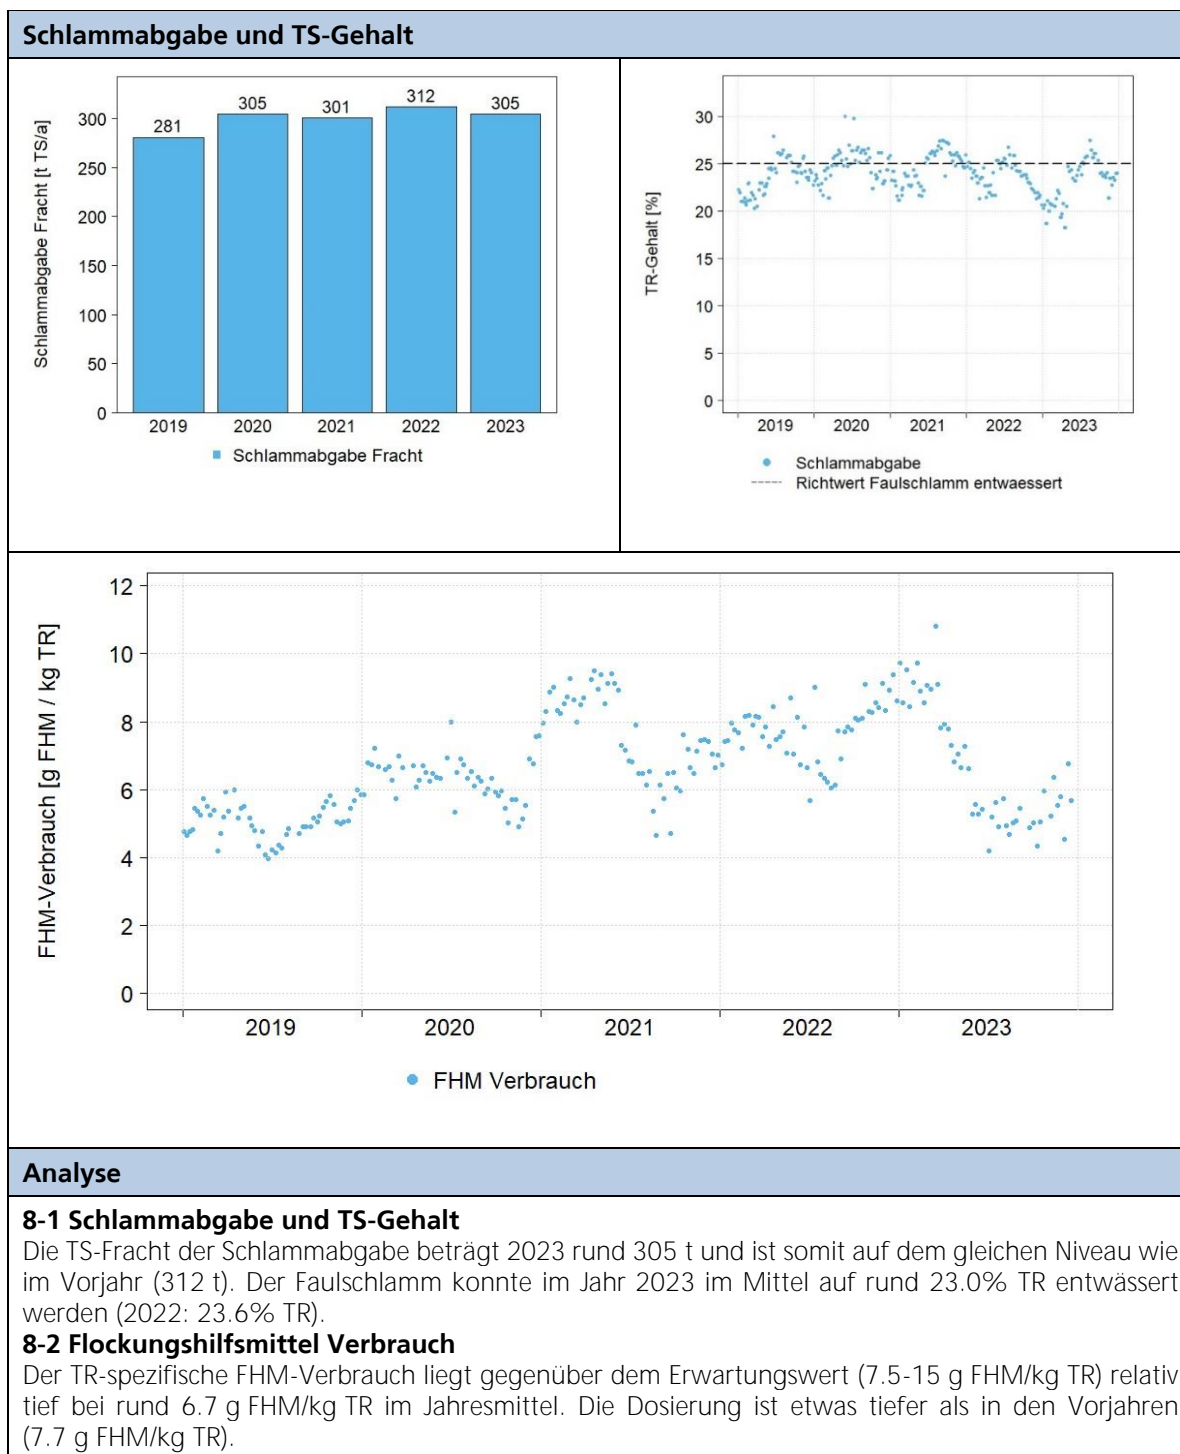 Schlammabgabe und TS-Gehalt
Schlammabgabe Fracht [t TS/a]
300
250
200
150
100
50
0
281
305
301
312
305
2019
2020
2021
2022
2023
Schlammabgabe Fracht
TR-Gehalt [%]
30
25
20
15
10
5
0
2019
2020
2021
2022
2023
Schlammabgabe
Richtwert Faulschlamm entwaessert
FHM-Verbrauch [g FHM / kg TR]
12
10
8
6
4
2
0
2019
2020
2021
2022
2023
FHM Verbrauch
Analyse
8-1 Schlammabgabe und TS-Gehalt
Die TS-Fracht der Schlammabgabe beträgt 2023 rund 305 t und ist somit auf dem gleichen Niveau wie
im Vorjahr (312 t). Der Faulschlamm konnte im Jahr 2023 im Mittel auf rund 23.0% TR entwässert
werden (2022: 23.6% TR).
8-2 Flockungshilfsmittel Verbrauch
Der TR-spezifische FHM-Verbrauch liegt gegenüber dem Erwartungswert (7.5-15 g FHM/kg TR) relativ
tief bei rund 6.7 g FHM/kg TR im Jahresmittel. Die Dosierung ist etwas tiefer als in den Vorjahren
(7.7 g FHM/kg TR).